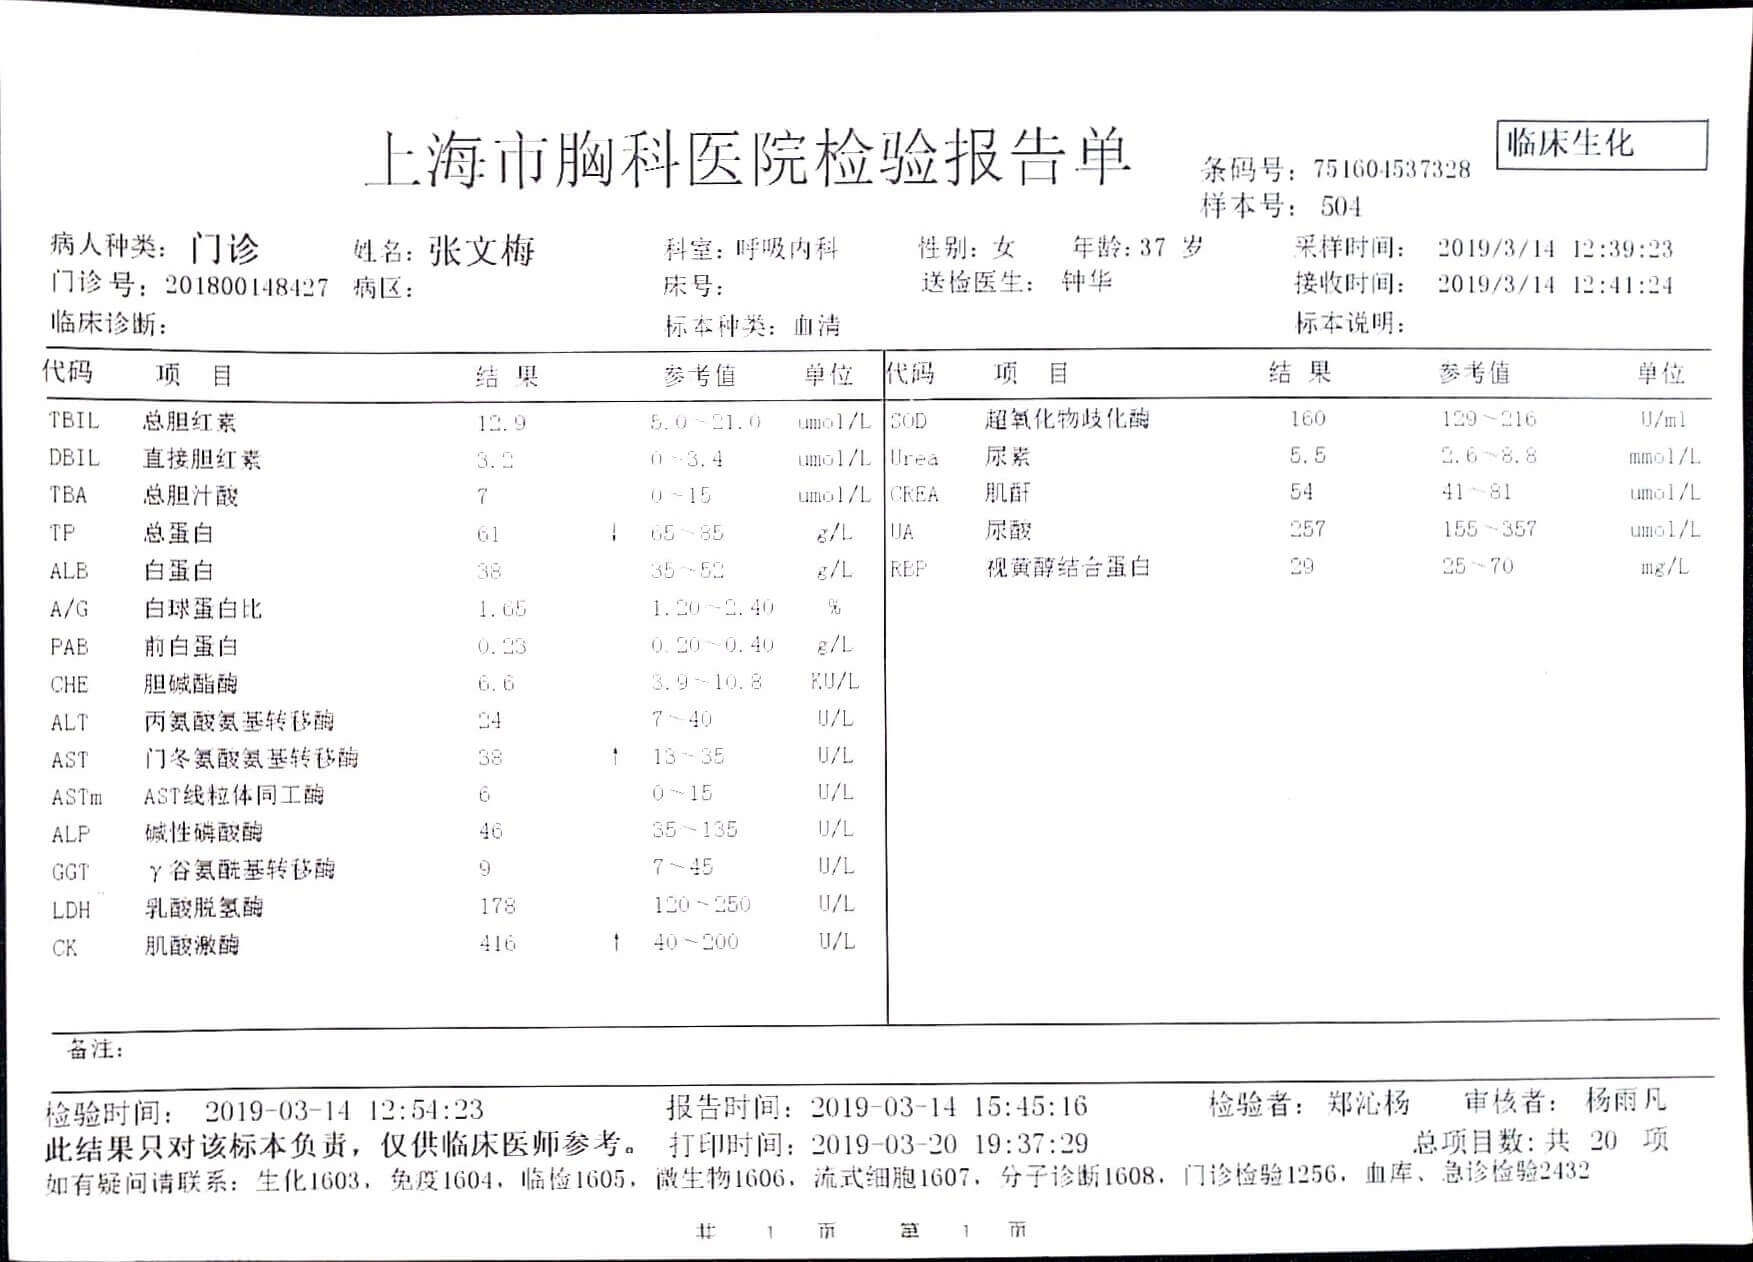 上海市胸科医院检验报告单
临床生化
条码号：751604537328
样本号： 504
病人种类： 门诊 姓名：张文梅 科室：呼吸内科 性别：女 年龄：37 岁 采样时间： 2019/3/14 12:39:23
门诊号：201800148427 病区： 床号： 送检医生： 钟华 接收时间： 2019/3/14 12:41:24
临床诊断： 标本种类：血清 标本说明：
代码 项 目 结 果 参考值 单位 代码 项 目 结 果 参考值 单位
TBIL 总胆红素 12.9 5.0～21.0 umol/L SOD 超氧化物歧化酶 160 129～216 U/ml
DBIL 直接胆红素 3.2 0～3.4 umol/L Urea 尿素 5.5 2.6～8.8 mmol/L
TBA 总胆汁酸 7 0～15 umol/L CREA 肌酐 54 41～81 umol/L
TP 总蛋白 61 ↓ 65～85 g/L UA 尿酸 257 155～357 umol/L
ALB 白蛋白 38 35～52 g/L RBP 视黄醇结合蛋白 29 25～70 mg/L
A/G 白球蛋白比 1.65 1.20～2.40 %
PAB 前白蛋白 0.23 0.20～0.40 g/L
CHE 胆碱酯酶 6.6 3.9～10.8 KU/L
ALT 丙氨酸氨基转移酶 24 7～40 U/L
AST 门冬氨酸氨基转移酶 38 ↑ 13～35 U/L
ASTm AST线粒体同工酶 6 0～15 U/L
ALP 碱性磷酸酶 46 35～135 U/L
GGT γ谷氨酰基转移酶 9 7～45 U/L
LDH 乳酸脱氢酶 178 120～250 U/L
CK 肌酸激酶 416 ↑ 40～200 U/L
备注：
检验时间： 2019-03-14 12:54:23 报告时间：2019-03-14 15:45:16 检验者： 郑沁杨 审核者： 杨雨凡
此结果只对该标本负责，仅供临床医师参考。 打印时间：2019-03-20 19:37:29 总项目数：共 20 项
如有疑问请联系：生化1603，免疫1604，临检1605，微生物1606，流式细胞1607，分子诊断1608，门诊检验1256，血库、急诊检验2432
共 1 页 第 1 页